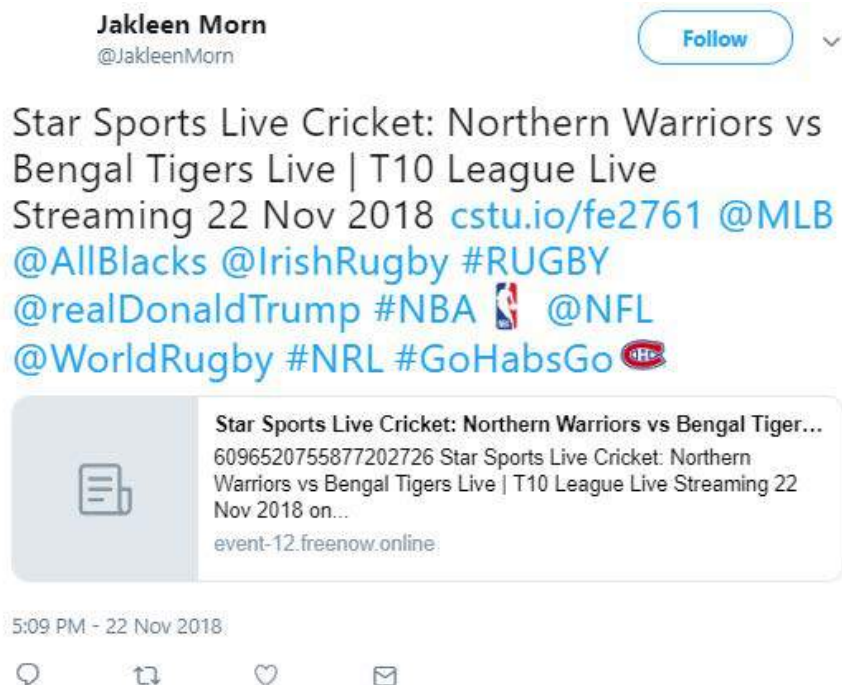 Jakleen Morn
@JakleenMorn
Follow
Star Sports Live Cricket: Northern Warriors vs
Bengal Tigers Live | T10 League Live
Streaming 22 Nov 2018 cstu.io/fe2761 @MLB
@AllBlacks @IrishRugby #RUGBY
@realDonaldTrump #NBA @NFL
@WorldRugby #NRL #GoHabsGo
Star Sports Live Cricket: Northern Warriors vs Bengal Tiger...
6096520755877202726 Star Sports Live Cricket: Northern
Warriors vs Bengal Tigers Live | T10 League Live Streaming 22
Nov 2018 on...
event-12.freenow.online
5:09 PM - 22 Nov 2018